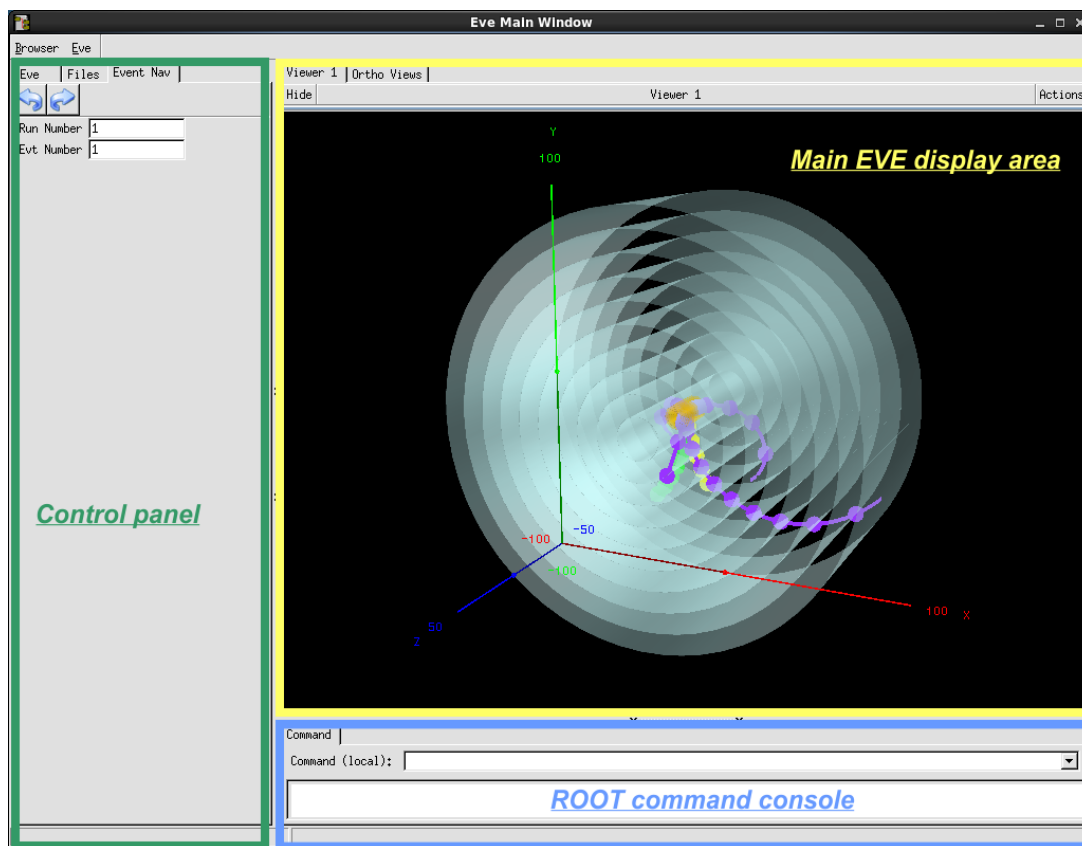 Eve Main Window
Browser Eve
Eve Files Event Nav
Run Number 1
Evt Number 1
Control panel
Viewer 1 Ortho Views
Hide Viewer 1 Actions
Main EVE display area
Y
100
-50
-100
-100
50
Z
100 X
Command
Command (local):
ROOT command console